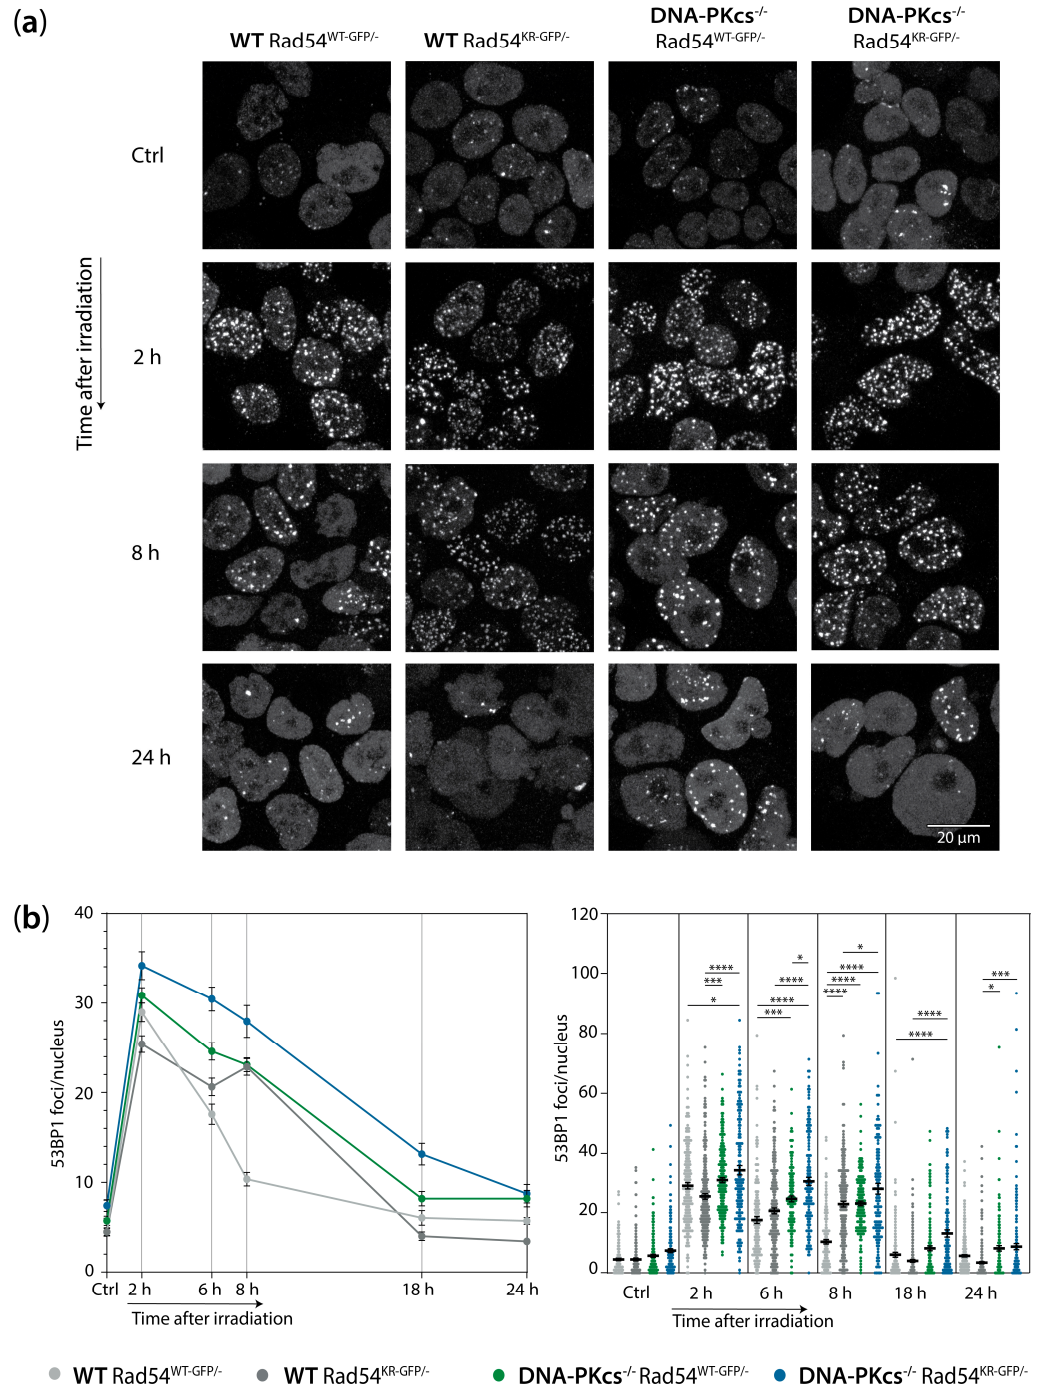 (a)
WT Rad54WT-GFP/-
WT Rad54KR-GFP/-
DNA-PKcs-/-
Rad54WT-GFP/-
DNA-PKcs-/-
Rad54KR-GFP/-
Ctrl
Time after irradiation
2 h
8 h
24 h
20 µm
(b)
53BP1 foci/nucleus
40
30
20
10
0
Ctrl 2 h 6 h 8 h 18 h 24 h
Time after irradiation
53BP1 foci/nucleus
120
100
80
60
40
20
0
**** *** *
* **** **** ***
* **** **** ****
**** ****
*** *
Ctrl 2 h 6 h 8 h 18 h 24 h
Time after irradiation
WT Rad54WT-GFP/- WT Rad54KR-GFP/- DNA-PKcs-/- Rad54WT-GFP/- DNA-PKcs-/- Rad54KR-GFP/-